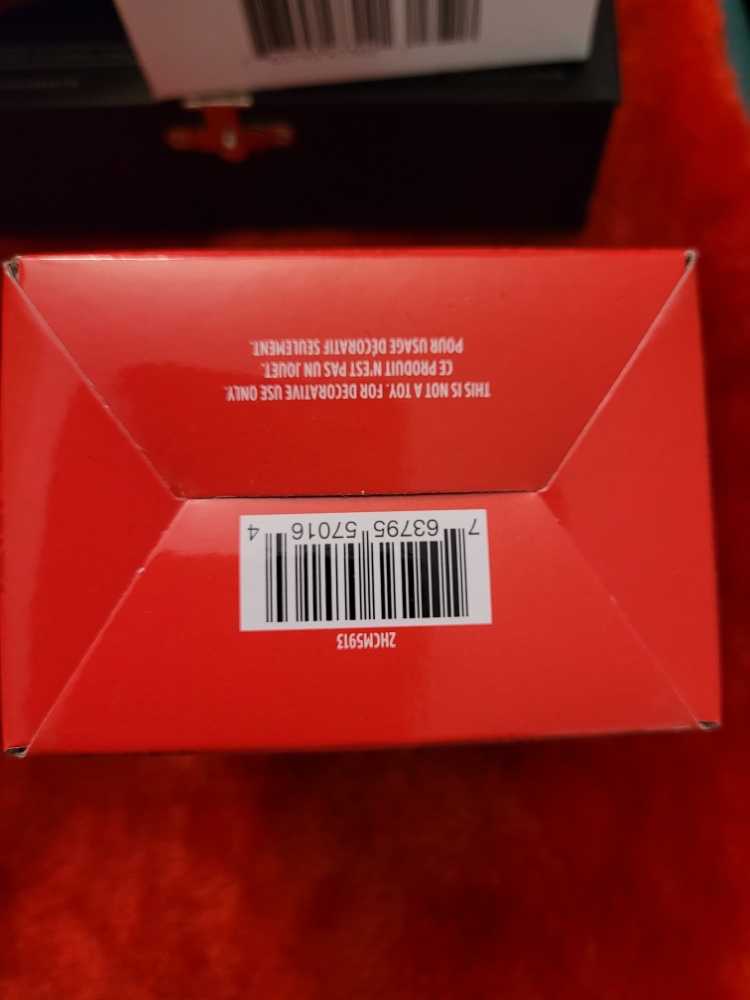 2HCM5913
7 63795 57016 4
THIS IS NOT A TOY. FOR DECORATIVE USE ONLY.
CE PRODUIT N'EST PAS UN JOUET.
POUR USAGE DÉCORATIF SEULEMENT.